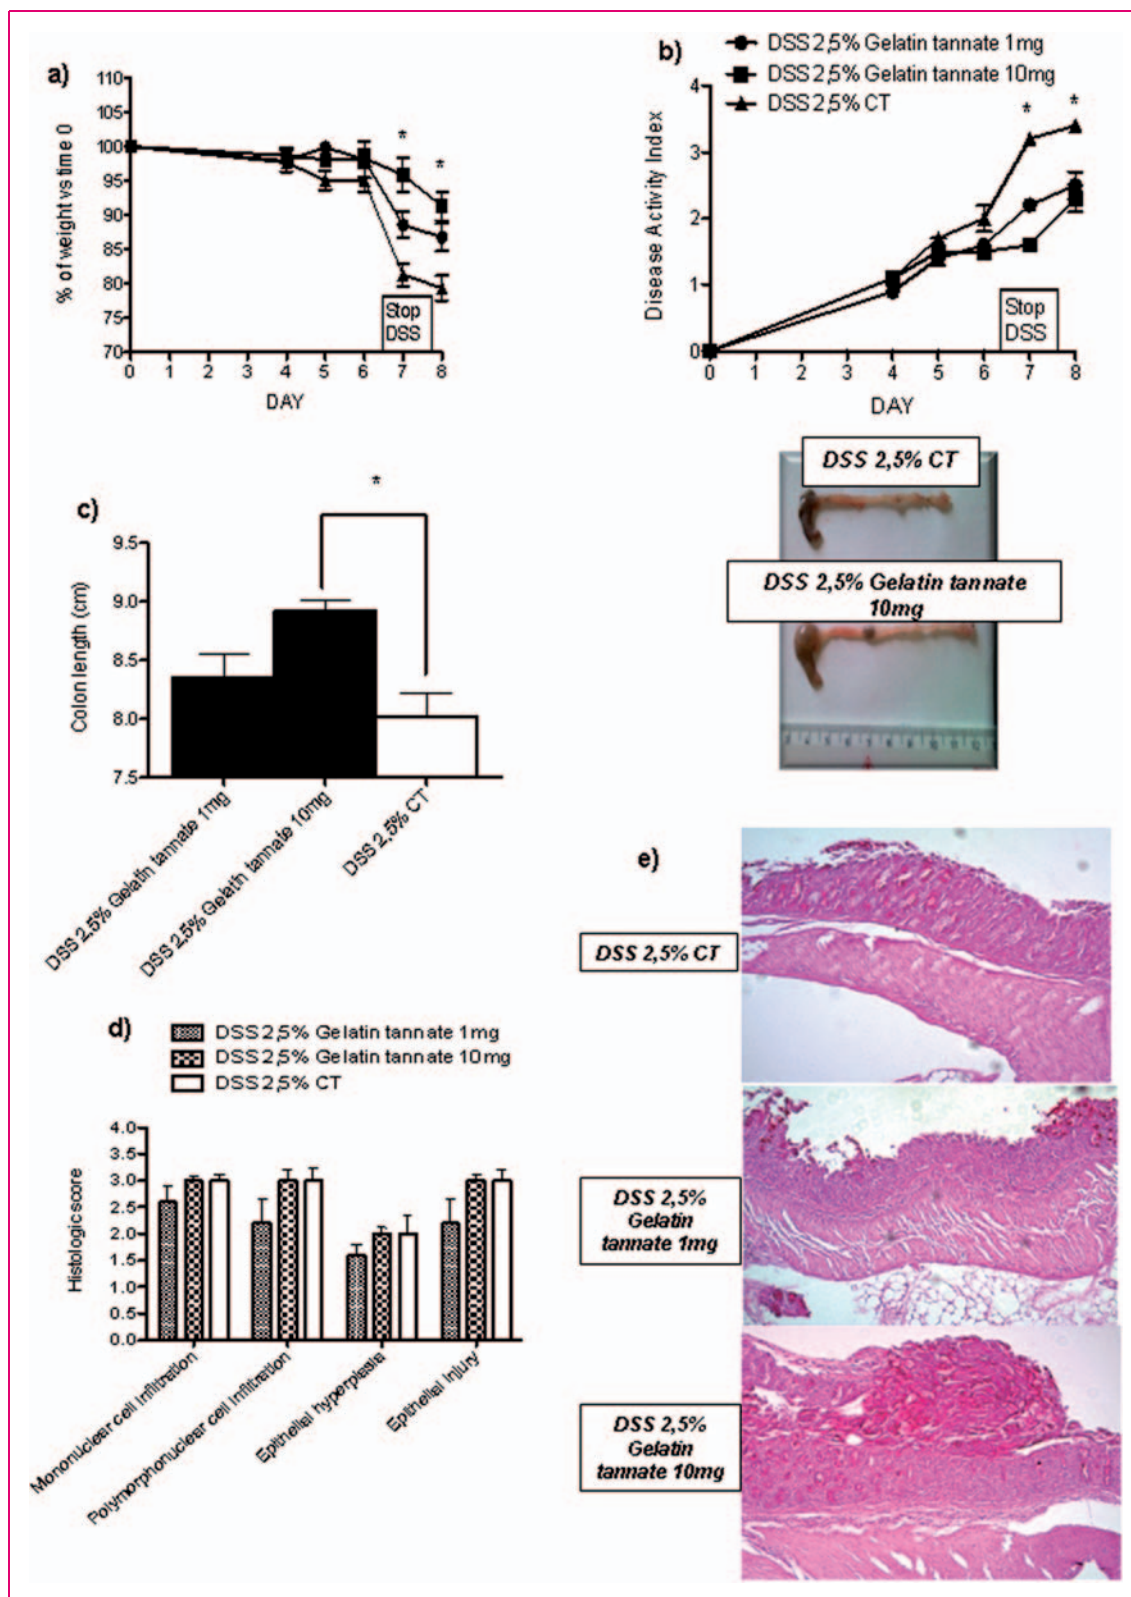 a)
110
105
100
95
90
85
80
75
70
% of weight vs time 0
*
*
Stop
DSS
0 1 2 3 4 5 6 7 8
DAY
b)
DSS 2,5% Gelatin tannate 1mg
DSS 2,5% Gelatin tannate 10mg
DSS 2,5% CT
4
3
2
1
0
Disease Activity Index
*
*
Stop
DSS
0 1 2 3 4 5 6 7 8
DAY
DSS 2,5% CT
DSS 2,5% Gelatin tannate
10mg
c)
*
9.5
9.0
8.5
8.0
7.5
Colon length (cm)
DSS 2,5% Gelatin tannate 1mg
DSS 2,5% Gelatin tannate 10mg
DSS 2,5% CT
d)
DSS 2,5% Gelatin tannate 1mg
DSS 2,5% Gelatin tannate 10mg
DSS 2,5% CT
4.0
3.5
3.0
2.5
2.0
1.5
1.0
0.5
0.0
Histologic score
Mononuclear cell infiltration
Polymorphonuclear cell infiltration
Epithelial hyperplasia
Epithelial injury
e)
DSS 2,5% CT
DSS 2,5%
Gelatin
tannate 1mg
DSS 2,5%
Gelatin
tannate 10mg